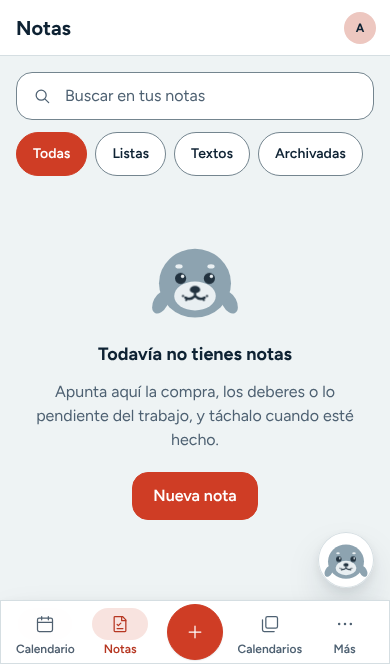 Notas
A
Buscar en tus notas
Todas
Listas
Textos
Archivadas
Todavía no tienes notas
Apunta aquí la compra, los deberes o lo
pendiente del trabajo, y táchalo cuando esté
hecho.
Nueva nota
Calendario
Notas
Calendarios
Más